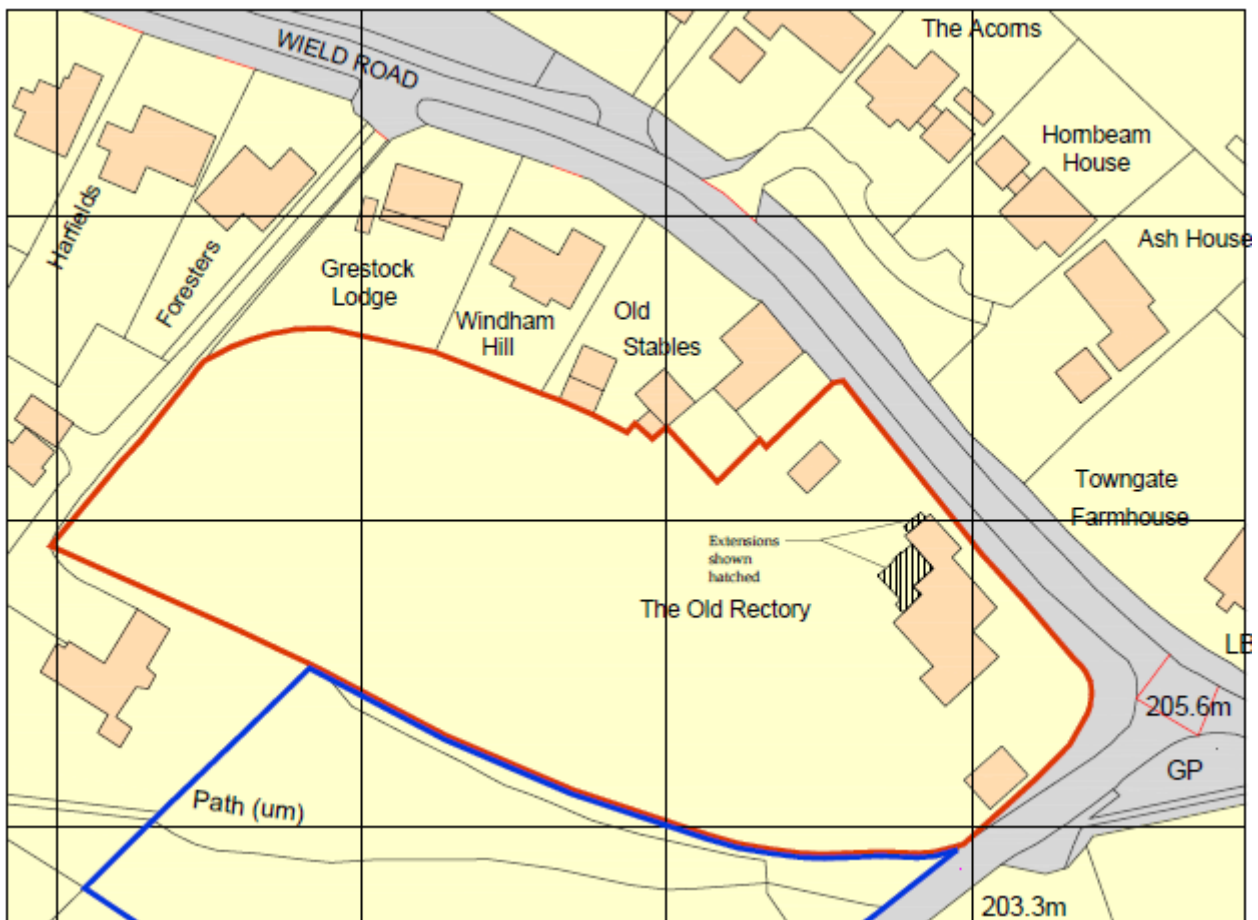 WIELD ROAD
The Acorns
Hornbeam
House
Ash House
Harfields
Foresters
Grestock
Lodge
Windham
Hill
Old
Stables
Towngate
Farmhouse
Extensions
shown
hatched
The Old Rectory
LB
205.6m
GP
Path (um)
203.3m